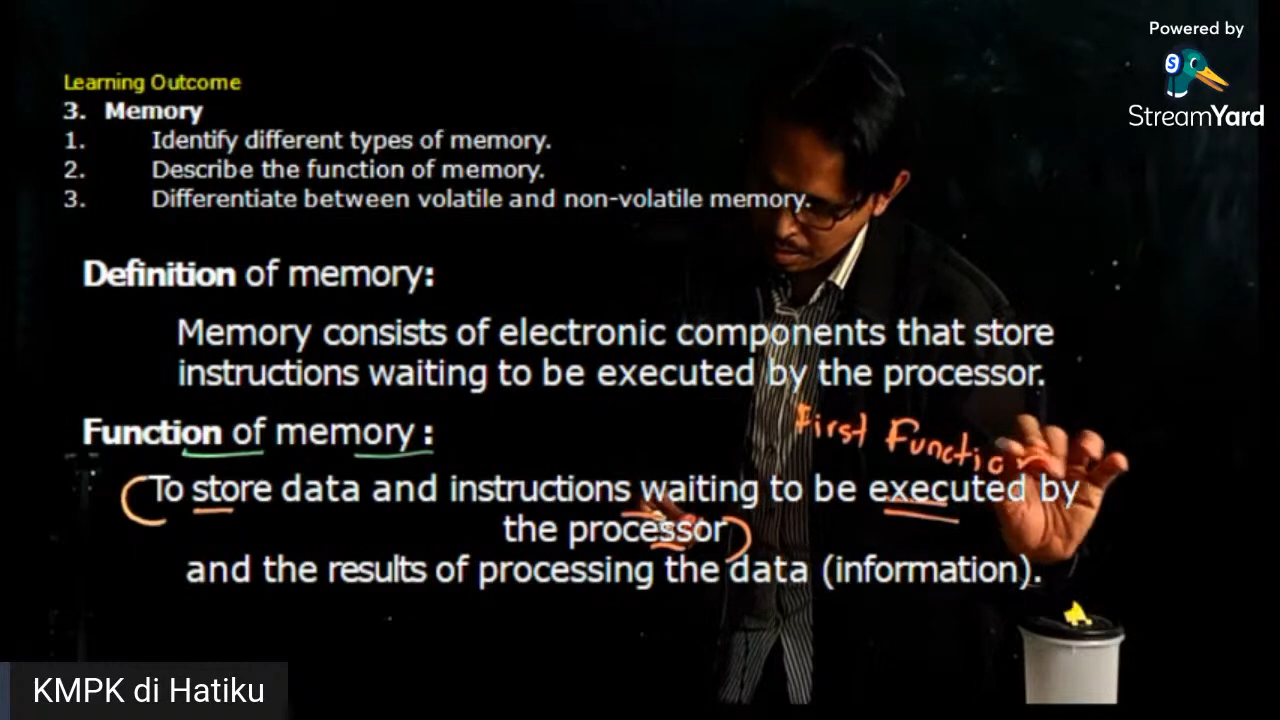 Powered by
StreamYard
Learning Outcome
3. Memory
1. Identify different types of memory.
2. Describe the function of memory.
3. Differentiate between volatile and non-volatile memory.
Definition of memory:
Memory consists of electronic components that store
instructions waiting to be executed by the processor.
First Function
Function of memory :
To store data and instructions waiting to be executed by
the processor
and the results of processing the data (information).
KMPK di Hatiku